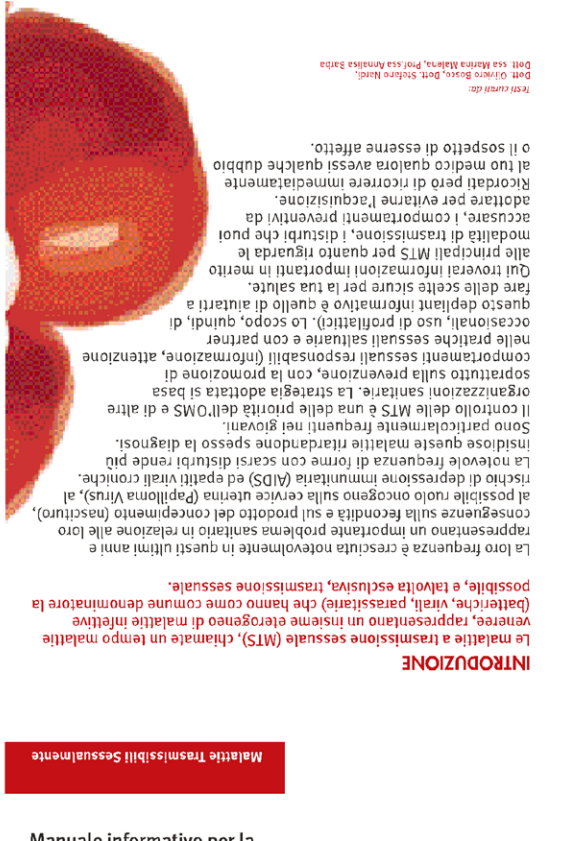 Malattie Trasmissibili Sessualmente
INTRODUZIONE
Le malattie a trasmissione sessuale (MTS), chiamate un tempo malattie
veneree, rappresentano un insieme eterogeneo di malattie infettive
(batteriche, virali, parassitarie) che hanno come comune denominatore la
possibile, e talvolta esclusiva, trasmissione sessuale.
La loro frequenza è cresciuta notevolmente in questi ultimi anni e
rappresentano un importante problema sanitario in relazione alle loro
conseguenze sulla fecondità e sul prodotto del concepimento (nascituro),
al possibile ruolo oncogeno sulla cervice uterina (Papilloma Virus), al
rischio di depressione immunitaria (AIDS) ed epatiti virali croniche.
La notevole frequenza di forme con scarsi disturbi rende più
insidiose queste malattie ritardandone spesso la diagnosi.
Sono particolarmente frequenti nei giovani.
Il controllo delle MTS è una delle priorità dell'OMS e di altre
organizzazioni sanitarie. La strategia adottata si basa
soprattutto sulla prevenzione, con la promozione di
comportamenti sessuali responsabili (informazione, attenzione
nelle pratiche sessuali saltuarie e con partner
occasionali, uso di profilattici). Lo scopo, quindi, di
questo depliant informativo è quello di aiutarti a
fare delle scelte sicure per la tua salute.
Qui troverai informazioni importanti in merito
alle principali MTS per quanto riguarda le
modalità di trasmissione, i disturbi che puoi
accusare, i comportamenti preventivi da
adottare per evitarne l'acquisizione.
Ricordati però di ricorrere immediatamente
al tuo medico qualora avessi qualche dubbio
o il sospetto di esserne affetto.
Testi curati da:
Dott. Oliviero Bosco, Dott. Stefano Nardi,
Dott. ssa Marina Malena, Prof.ssa Annalisa Barba
Manuale informativo per la